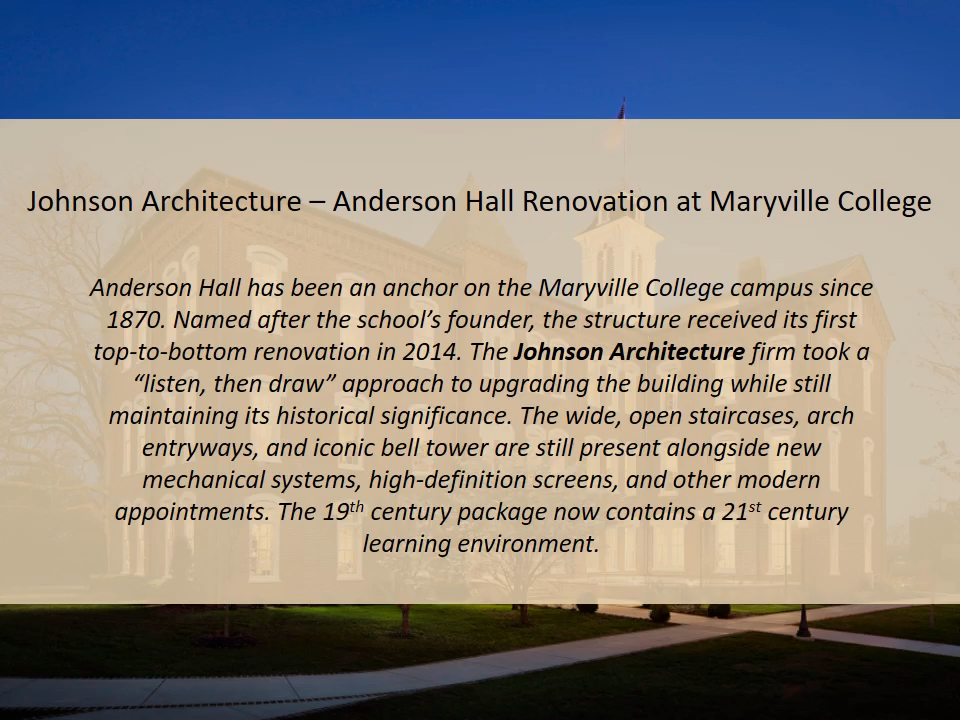 Johnson Architecture – Anderson Hall Renovation at Maryville College
Anderson Hall has been an anchor on the Maryville College campus since
1870. Named after the school’s founder, the structure received its first
top-to-bottom renovation in 2014. The Johnson Architecture firm took a
“listen, then draw” approach to upgrading the building while still
maintaining its historical significance. The wide, open staircases, arch
entryways, and iconic bell tower are still present alongside new
mechanical systems, high-definition screens, and other modern
appointments. The 19th century package now contains a 21st century
learning environment.